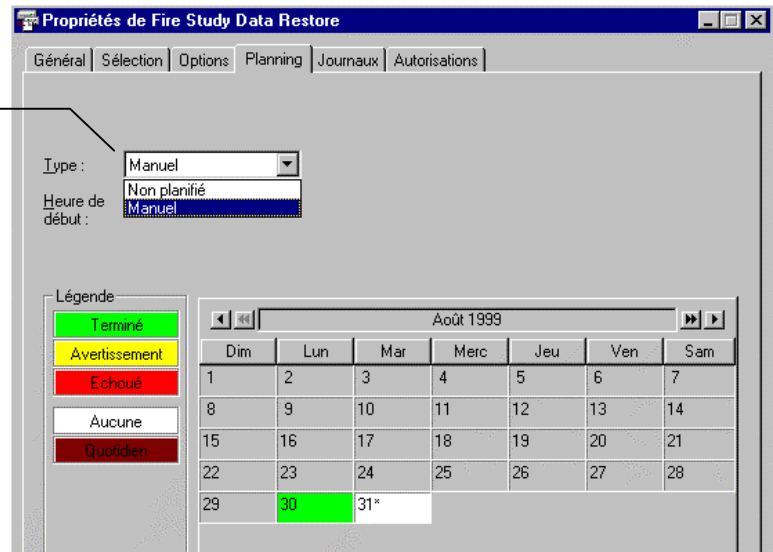 Propriétés de Fire Study Data Restore
Général Sélection Options Planning Journaux Autorisations
Type : Manuel
Non planifié
Heure de début :
Manuel
Légende
Terminé
Avertissement
Echoué
Aucune
Quotidien
Août 1999
Dim Lun Mar Merc Jeu Ven Sam
1 2 3 4 5 6 7
8 9 10 11 12 13 14
15 16 17 18 19 20 21
22 23 24 25 26 27 28
29 30 31*